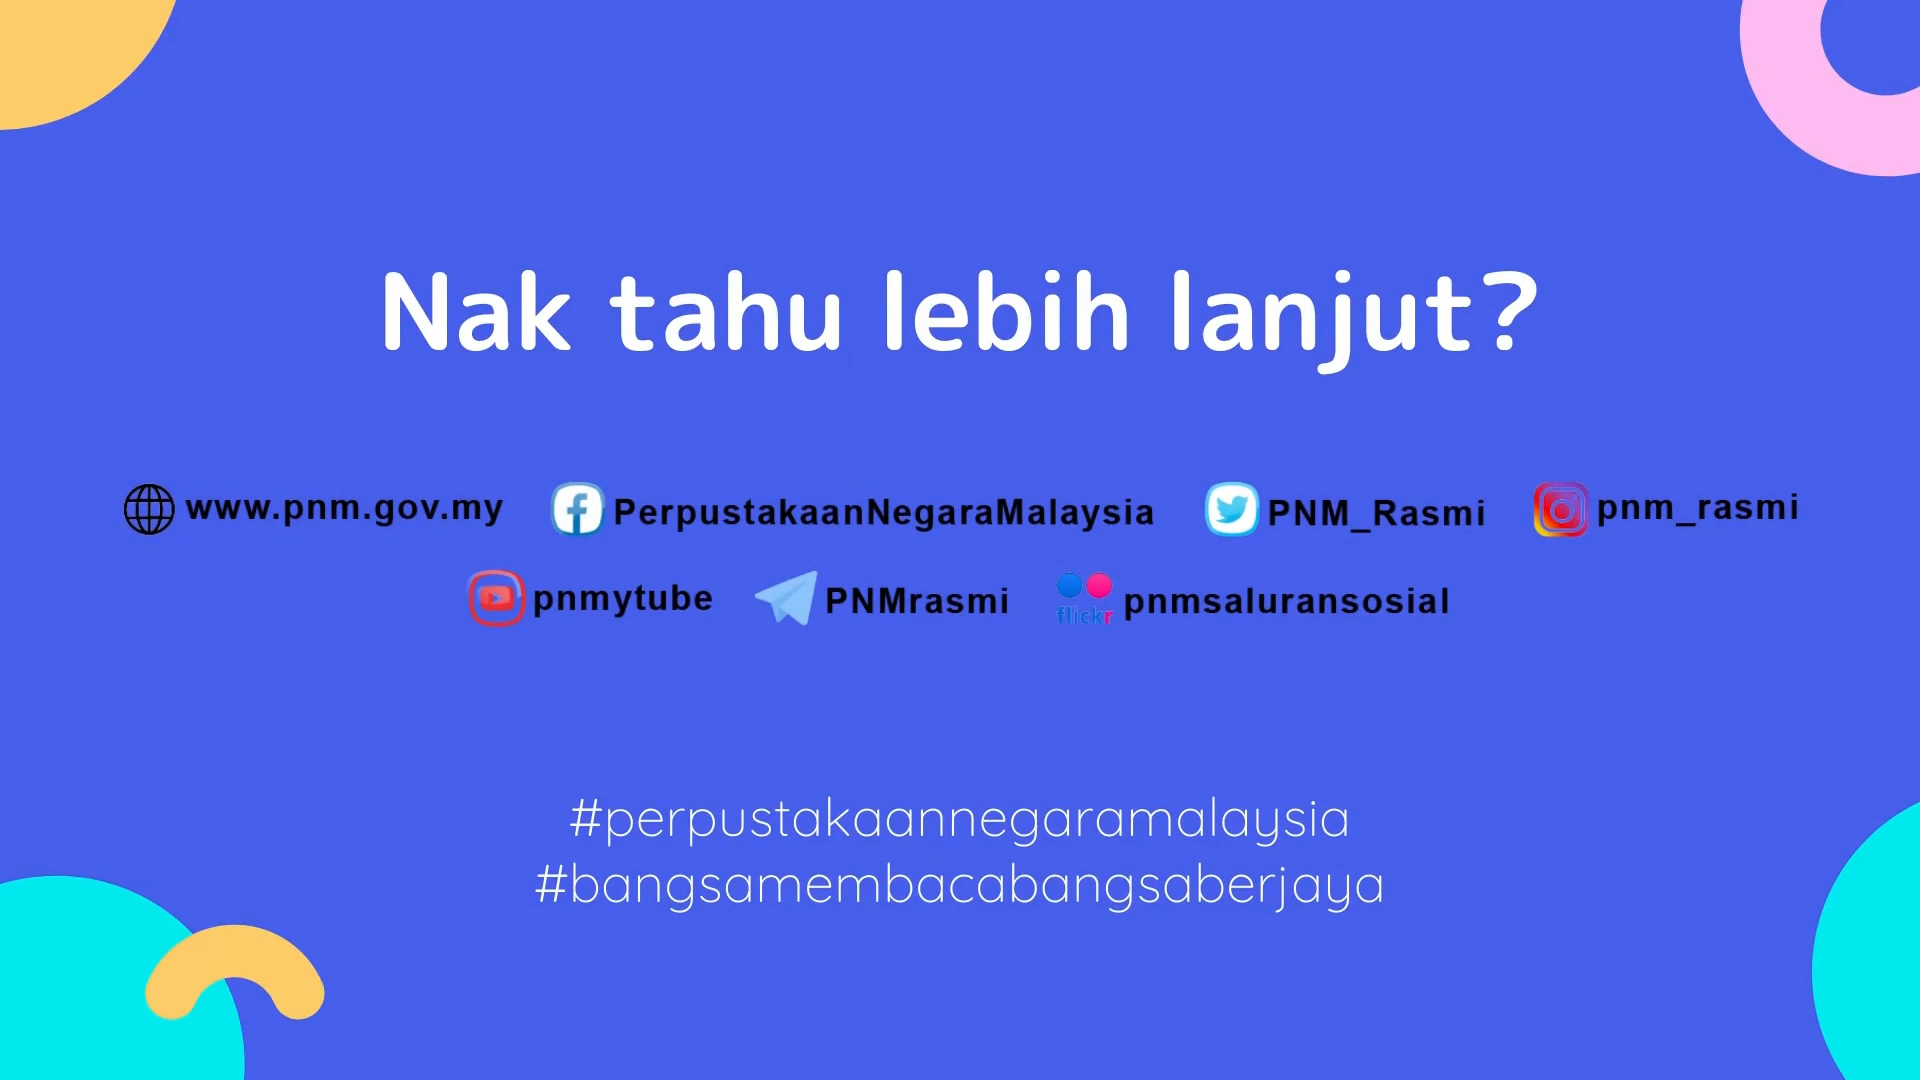 Nak tahu lebih lanjut?
www.pnm.gov.my PerpustakaanNegaraMalaysia PNM_Rasmi pnm_rasmi
pnmytube PNMrasmi flickr pnmsaluransosial
#perpustakaannegaramalaysia
#bangsamembacabangsaberjaya